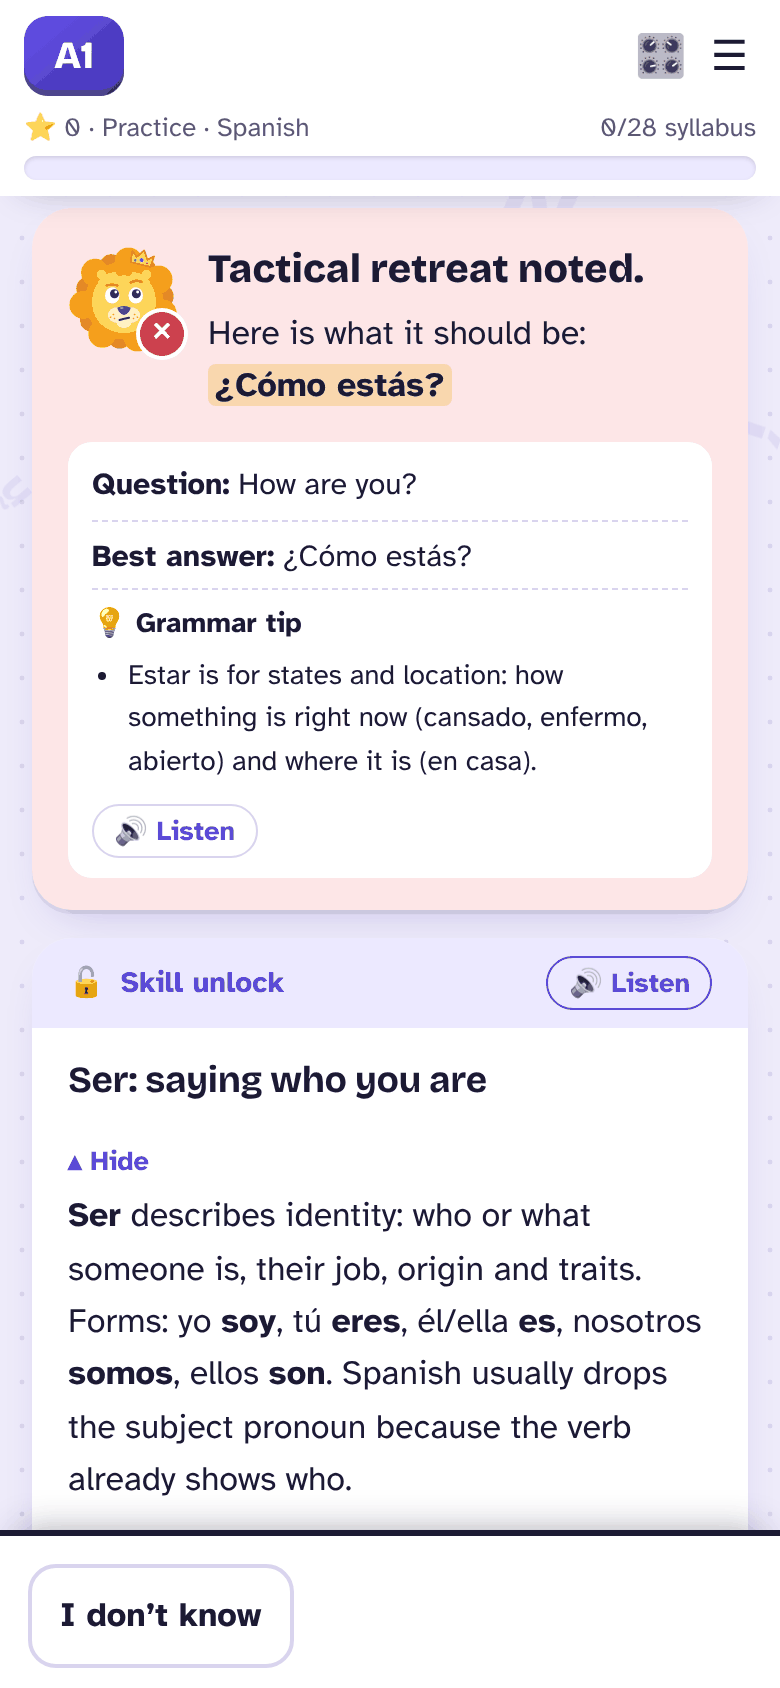 A1
☰
⭐ 0 · Practice · Spanish
0/28 syllabus
Tactical retreat noted.
Here is what it should be:
¿Cómo estás?
Question: How are you?
Best answer: ¿Cómo estás?
💡 Grammar tip
• Estar is for states and location: how
something is right now (cansado, enfermo,
abierto) and where it is (en casa).
🔊 Listen
🔓 Skill unlock
🔊 Listen
Ser: saying who you are
▲ Hide
Ser describes identity: who or what
someone is, their job, origin and traits.
Forms: yo soy, tú eres, él/ella es, nosotros
somos, ellos son. Spanish usually drops
the subject pronoun because the verb
already shows who.
I don’t know